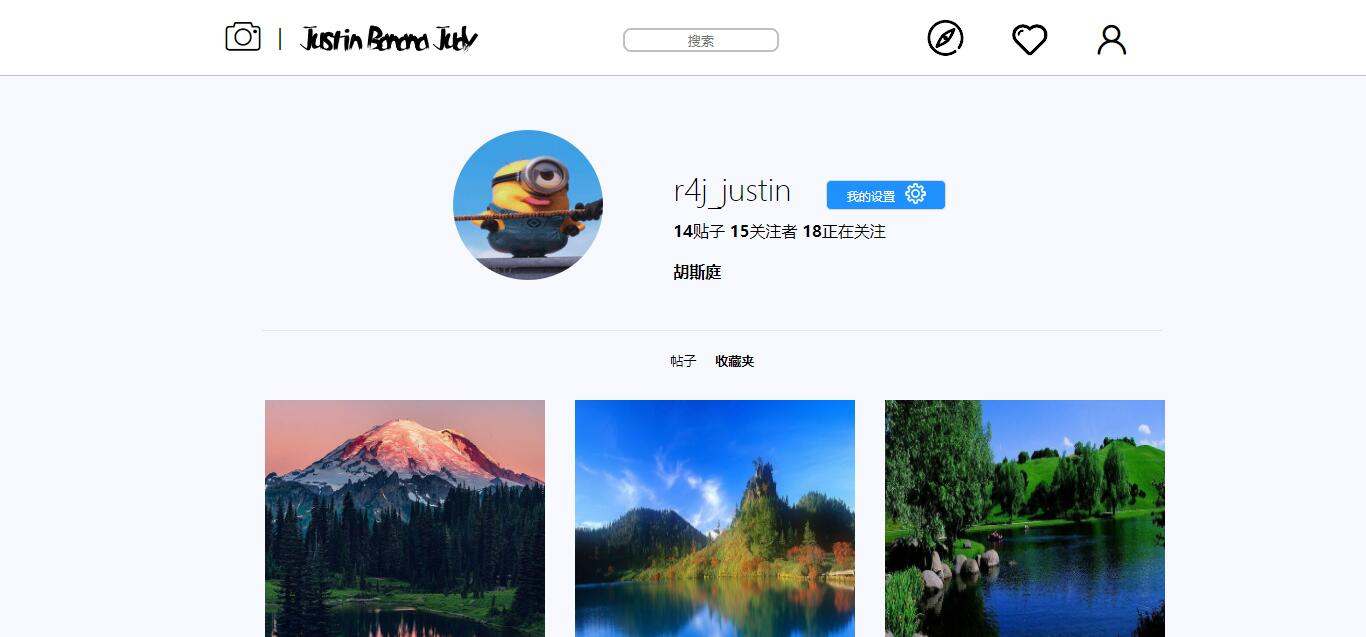 | Justin Banana Judy
搜索
r4j_justin
我的设置
14贴子 15关注者 18正在关注
胡斯庭
帖子 收藏夹